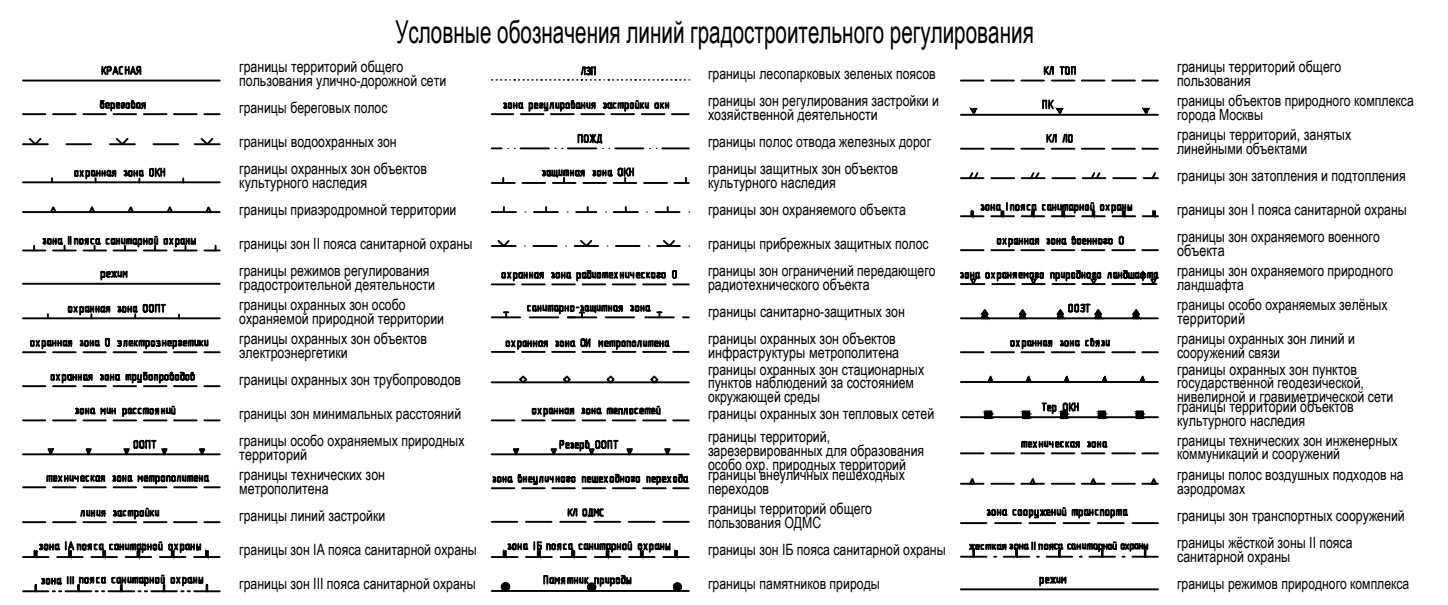 Условные обозначения линий градостроительного регулирования
КРАСНАЯ
границы территорий общего
пользования улично-дорожной сети
ЛЗП
границы лесопарковых зеленых поясов
КЛ ТОП
границы территорий общего
пользования
береговая
границы береговых полос
зона регулирования застройки окн
границы зон регулирования застройки и
хозяйственной деятельности
ПК
границы объектов природного комплекса
города Москвы
границы водоохранных зон
ПОЖД
границы полос отвода железных дорог
КЛ ЛО
границы территорий, занятых
линейными объектами
охранная зона ОКН
границы охранных зон объектов
культурного наследия
защитная зона ОКН
границы защитных зон объектов
культурного наследия
границы зон затопления и подтопления
границы приаэродромной территории
границы зон охраняемого объекта
зона I пояса санитарной охраны
границы зон I пояса санитарной охраны
зона II пояса санитарной охраны
границы зон II пояса санитарной охраны
границы прибрежных защитных полос
охранная зона военного О
границы зон охраняемого военного
объекта
режим
границы режимов регулирования
градостроительной деятельности
охранная зона радиотехнического О
границы зон ограничений передающего
радиотехнического объекта
зона охраняемого природного ландшафта
границы зон охраняемого природного
ландшафта
охранная зона ООПТ
границы охранных зон особо
охраняемой природной территории
санитарно-защитная зона
границы санитарно-защитных зон
ООЗТ
границы особо охраняемых зелёных
территорий
охранная зона О электроэнергетики
границы охранных зон объектов
электроэнергетики
охранная зона ОИ метрополитена
границы охранных зон объектов
инфраструктуры метрополитена
охранная зона связи
границы охранных зон линий и
сооружений связи
охранная зона трубопроводов
границы охранных зон трубопроводов
границы охранных зон стационарных
пунктов наблюдений за состоянием
окружающей среды
границы охранных зон пунктов
государственной геодезической,
нивелирной и гравиметрической сети
зона мин расстояний
границы зон минимальных расстояний
охранная зона теплосетей
границы охранных зон тепловых сетей
Тер ОКН
границы территорий объектов
культурного наследия
ООПТ
границы особо охраняемых природных
территорий
Резерв ООПТ
границы территорий,
зарезервированных для образования
особо охр. природных территорий
техническая зона
границы технических зон инженерных
коммуникаций и сооружений
техническая зона метрополитена
границы технических зон
метрополитена
зона внеуличного пешеходного перехода
границы внеуличных пешеходных
переходов
границы полос воздушных подходов на
аэродромах
линия застройки
границы линий застройки
КЛ ОДМС
границы территорий общего
пользования ОДМС
зона сооружений транспорта
границы зон транспортных сооружений
зона IА пояса санитарной охраны
границы зон IА пояса санитарной охраны
зона IБ пояса санитарной охраны
границы зон IБ пояса санитарной охраны
жесткая зона II пояса санитарной охраны
границы жёсткой зоны II пояса
санитарной охраны
зона III пояса санитарной охраны
границы зон III пояса санитарной охраны
Памятник природы
границы памятников природы
режим
границы режимов природного комплекса